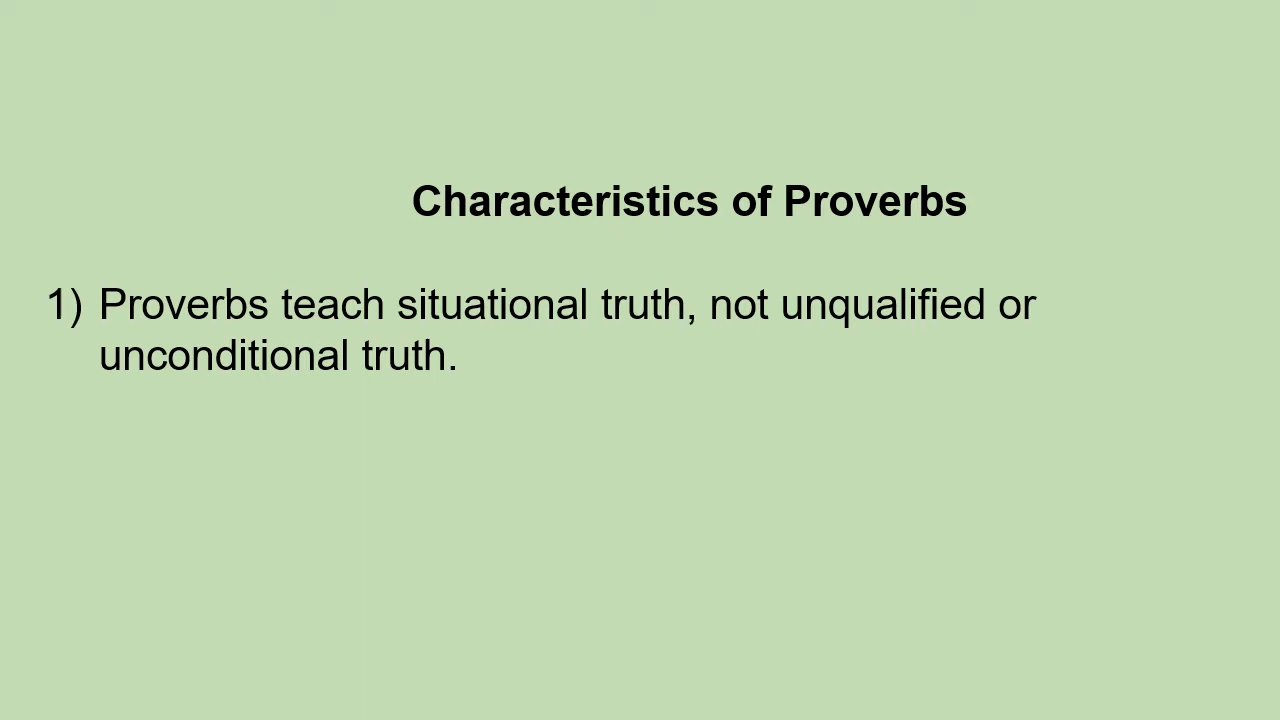 Characteristics of Proverbs
1) Proverbs teach situational truth, not unqualified or
unconditional truth.